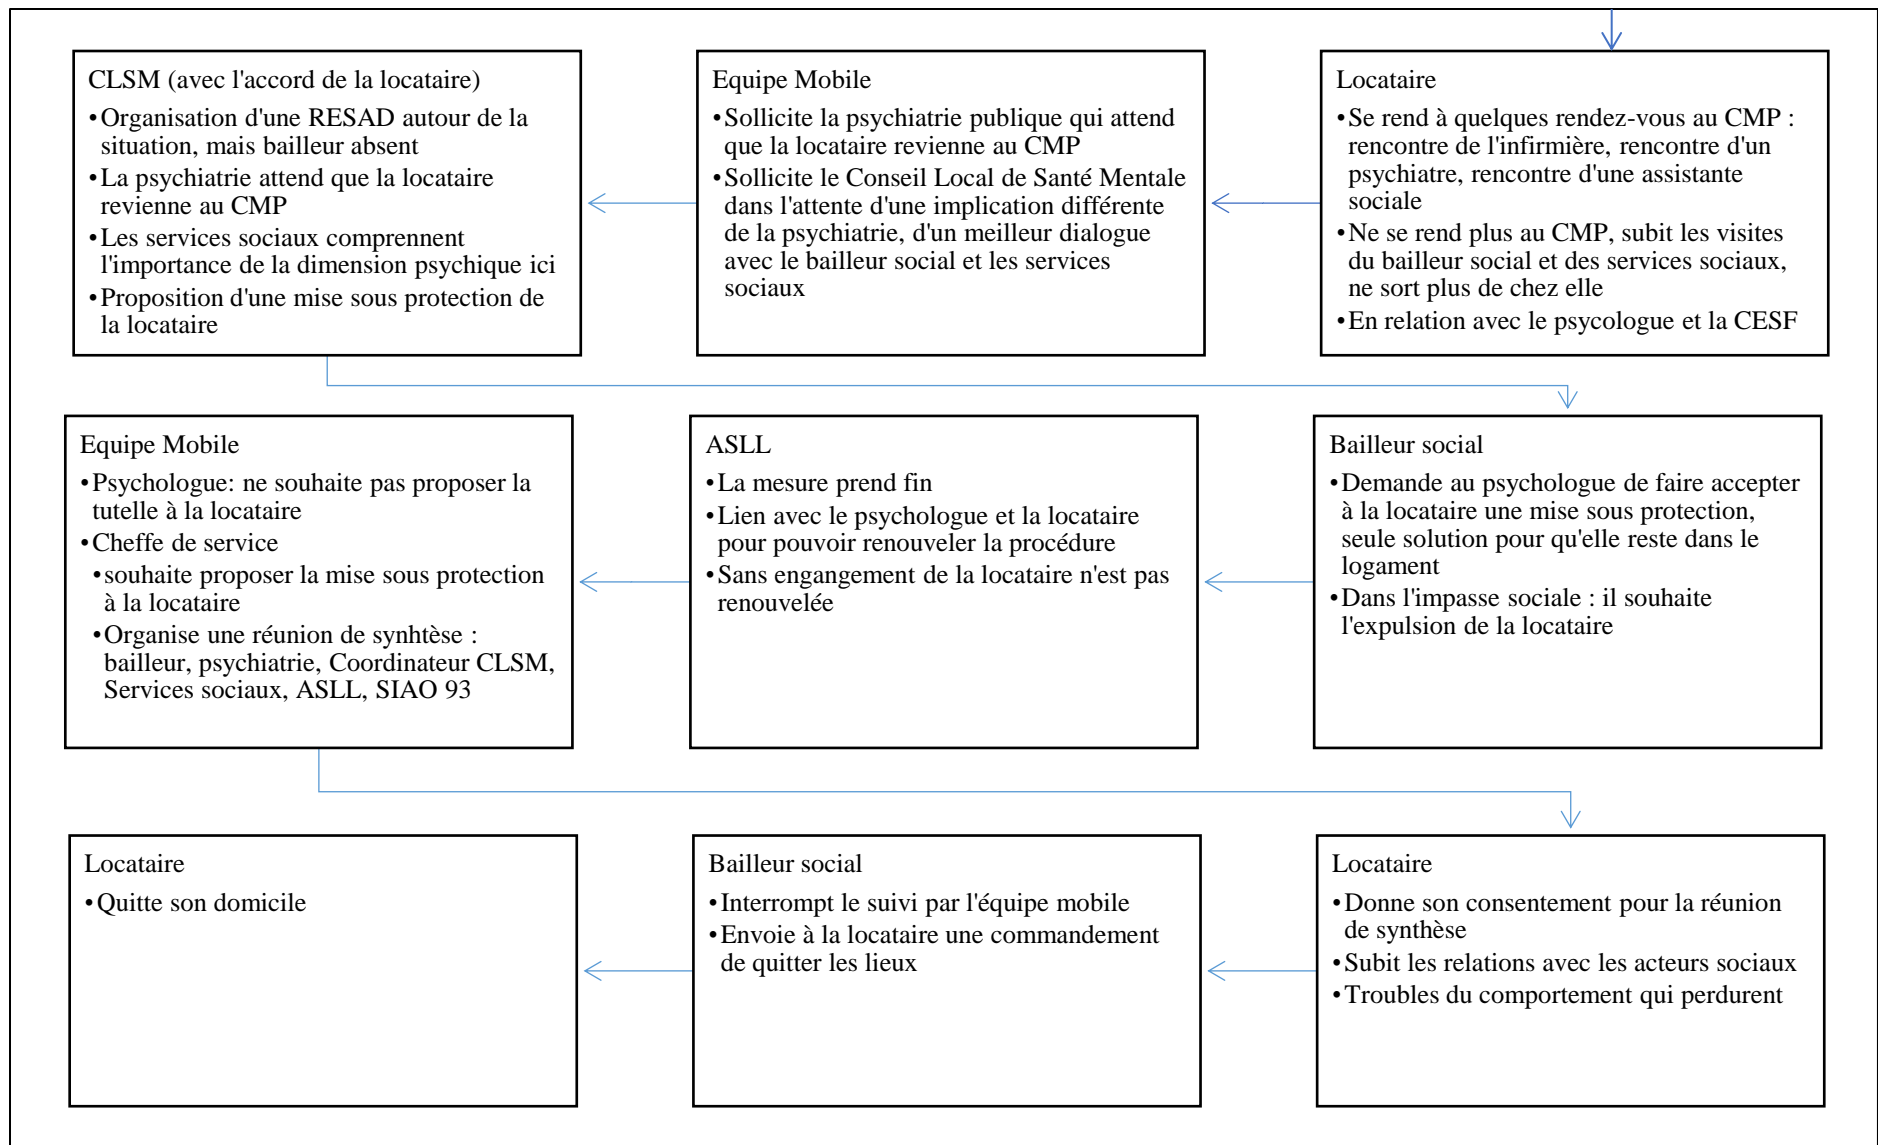 CLSM (avec l'accord de la locataire)
•Organisation d'une RESAD autour de la
situation, mais bailleur absent
•La psychiatrie attend que la locataire
revienne au CMP
•Les services sociaux comprennent
l'importance de la dimension psychique ici
•Proposition d'une mise sous protection de
la locataire
Equipe Mobile
•Sollicite la psychiatrie publique qui attend
que la locataire revienne au CMP
•Sollicite le Conseil Local de Santé Mentale
dans l'attente d'une implication différente
de la psychiatrie, d'un meilleur dialogue
avec le bailleur social et les services
sociaux
Locataire
•Se rend à quelques rendez-vous au CMP :
rencontre de l'infirmière, rencontre d'un
psychiatre, rencontre d'une assistante
sociale
•Ne se rend plus au CMP, subit les visites
du bailleur social et des services sociaux,
ne sort plus de chez elle
•En relation avec le psycologue et la CESF
Equipe Mobile
•Psychologue: ne souhaite pas proposer la
tutelle à la locataire
•Cheffe de service
•souhaite proposer la mise sous protection
à la locataire
•Organise une réunion de synhtèse :
bailleur, psychiatrie, Coordinateur CLSM,
Services sociaux, ASLL, SIAO 93
ASLL
•La mesure prend fin
•Lien avec le psychologue et la locataire
pour pouvoir renouveler la procédure
•Sans engangement de la locataire n'est pas
renouvelée
Bailleur social
•Demande au psychologue de faire accepter
à la locataire une mise sous protection,
seule solution pour qu'elle reste dans le
logament
•Dans l'impasse sociale : il souhaite
l'expulsion de la locataire
Locataire
•Quitte son domicile
Bailleur social
•Interrompt le suivi par l'équipe mobile
•Envoie à la locataire une commandement
de quitter les lieux
Locataire
•Donne son consentement pour la réunion
de synthèse
•Subit les relations avec les acteurs sociaux
•Troubles du comportement qui perdurent